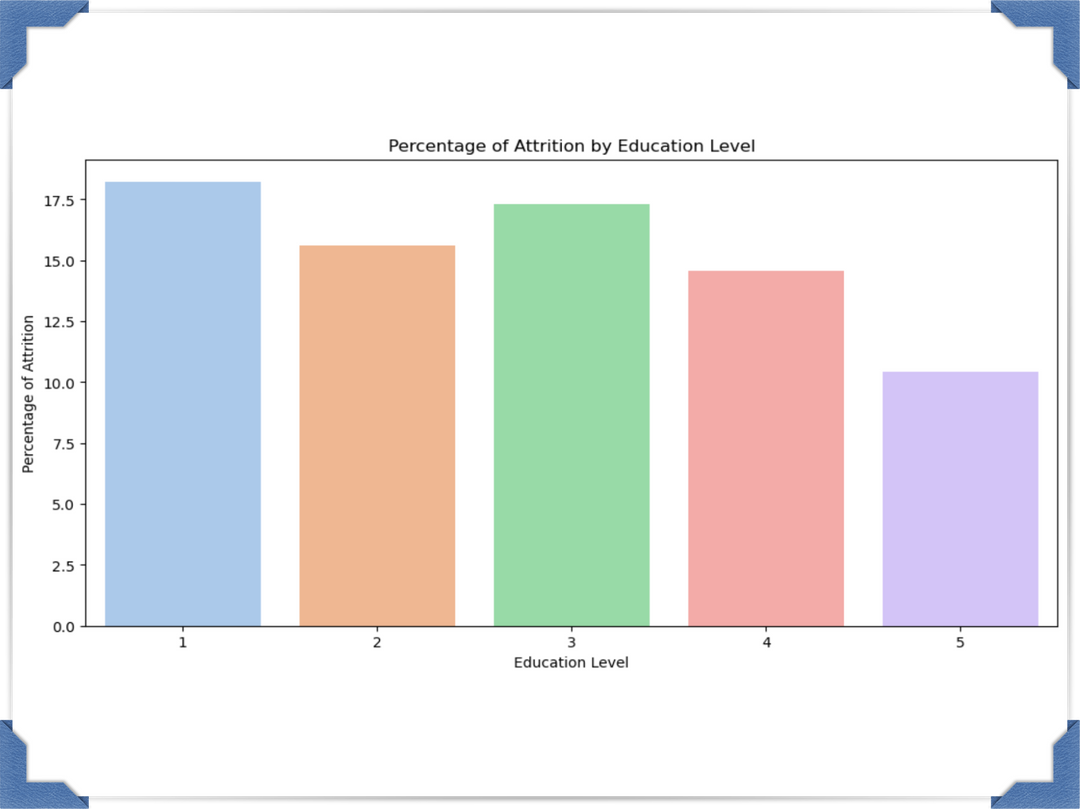 Percentage of Attrition by Education Level
Percentage of Attrition
17.5
15.0
12.5
10.0
7.5
5.0
2.5
0.0
1 2 3 4 5
Education Level